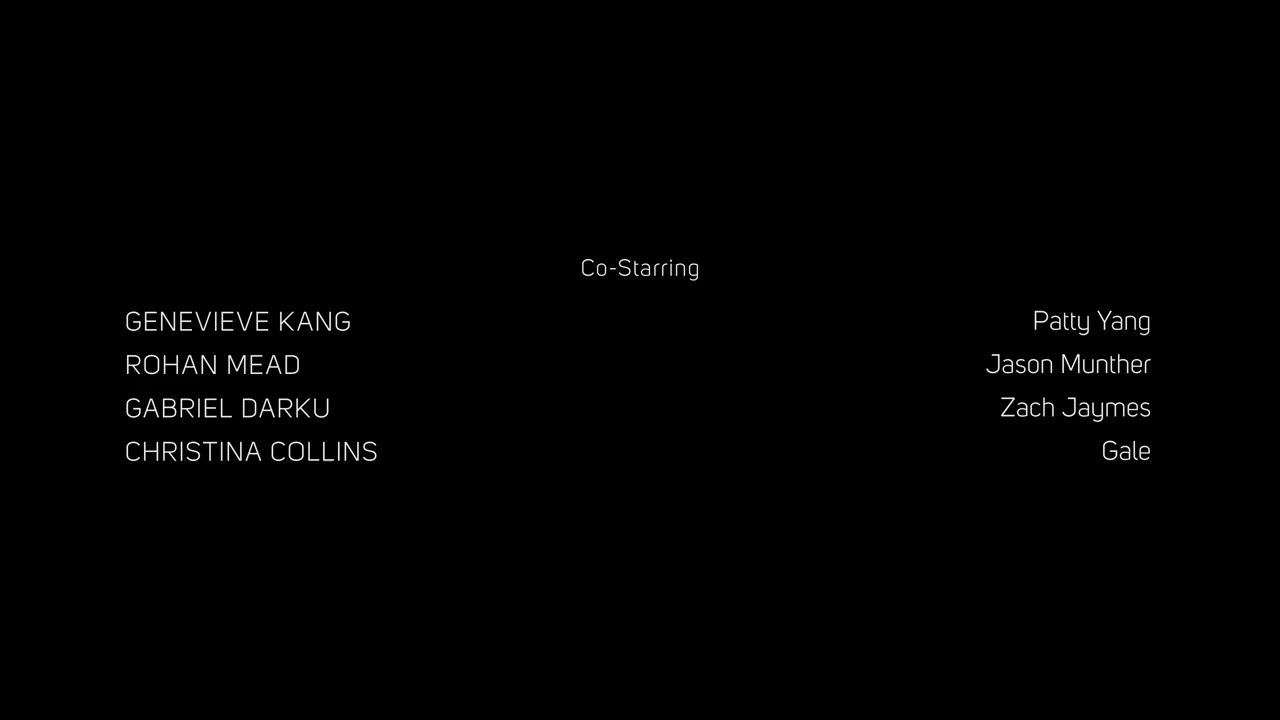 Co-Starring
GENEVIEVE KANG Patty Yang
ROHAN MEAD Jason Munther
GABRIEL DARKU Zach Jaymes
CHRISTINA COLLINS Gale